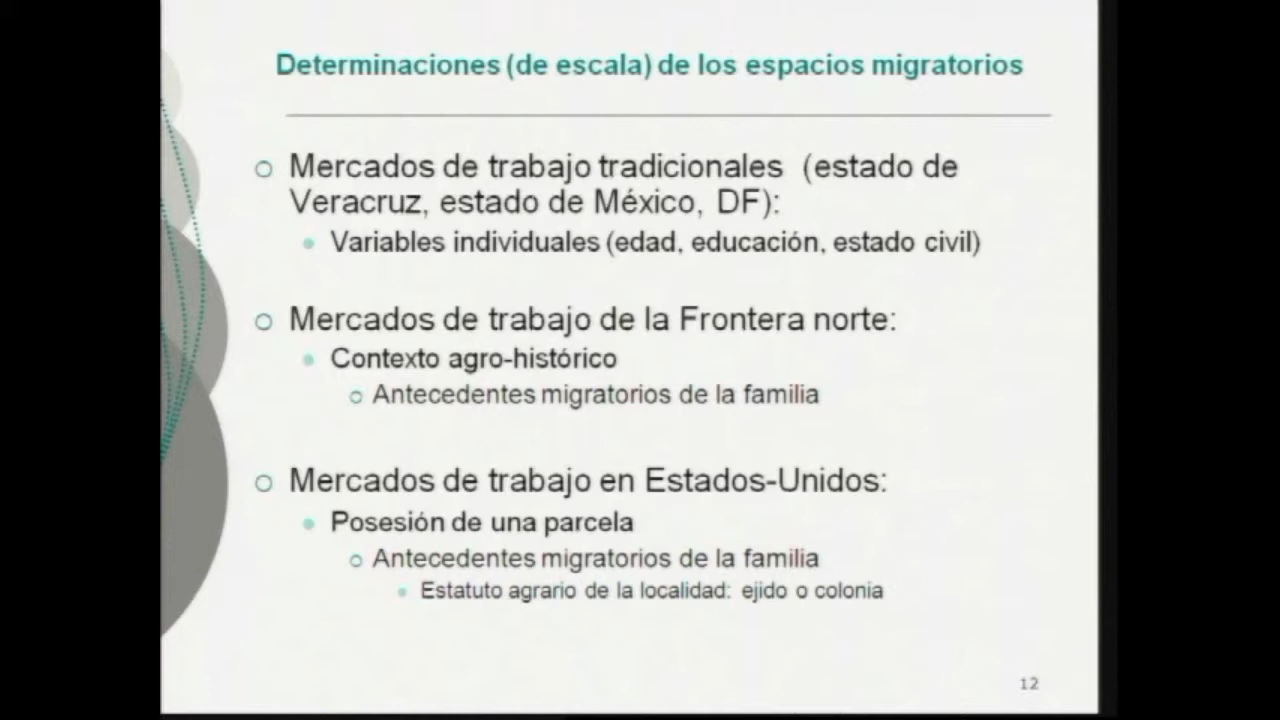 Determinaciones (de escala) de los espacios migratorios
Mercados de trabajo tradicionales (estado de
Veracruz, estado de México, DF):
Variables individuales (edad, educación, estado civil)
Mercados de trabajo de la Frontera norte:
Contexto agro-histórico
Antecedentes migratorios de la familia
Mercados de trabajo en Estados-Unidos:
Posesión de una parcela
Antecedentes migratorios de la familia
Estatuto agrario de la localidad: ejido o colonia
12